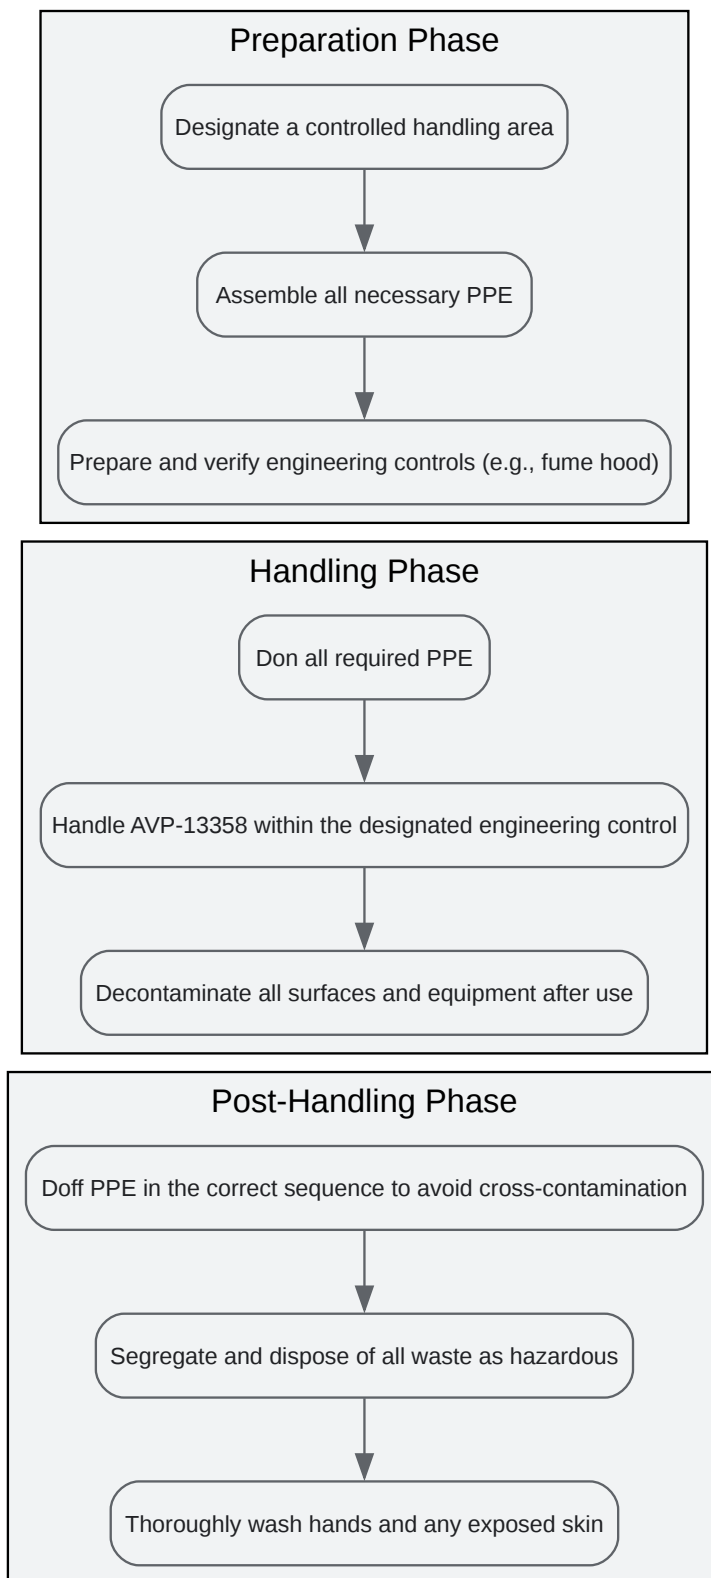 Preparation Phase
Designate a controlled handling area
Assemble all necessary PPE
Prepare and verify engineering controls (e.g., fume hood)
Handling Phase
Don all required PPE
Handle AVP-13358 within the designated engineering control
Decontaminate all surfaces and equipment after use
Post-Handling Phase
Doff PPE in the correct sequence to avoid cross-contamination
Segregate and dispose of all waste as hazardous
Thoroughly wash hands and any exposed skin